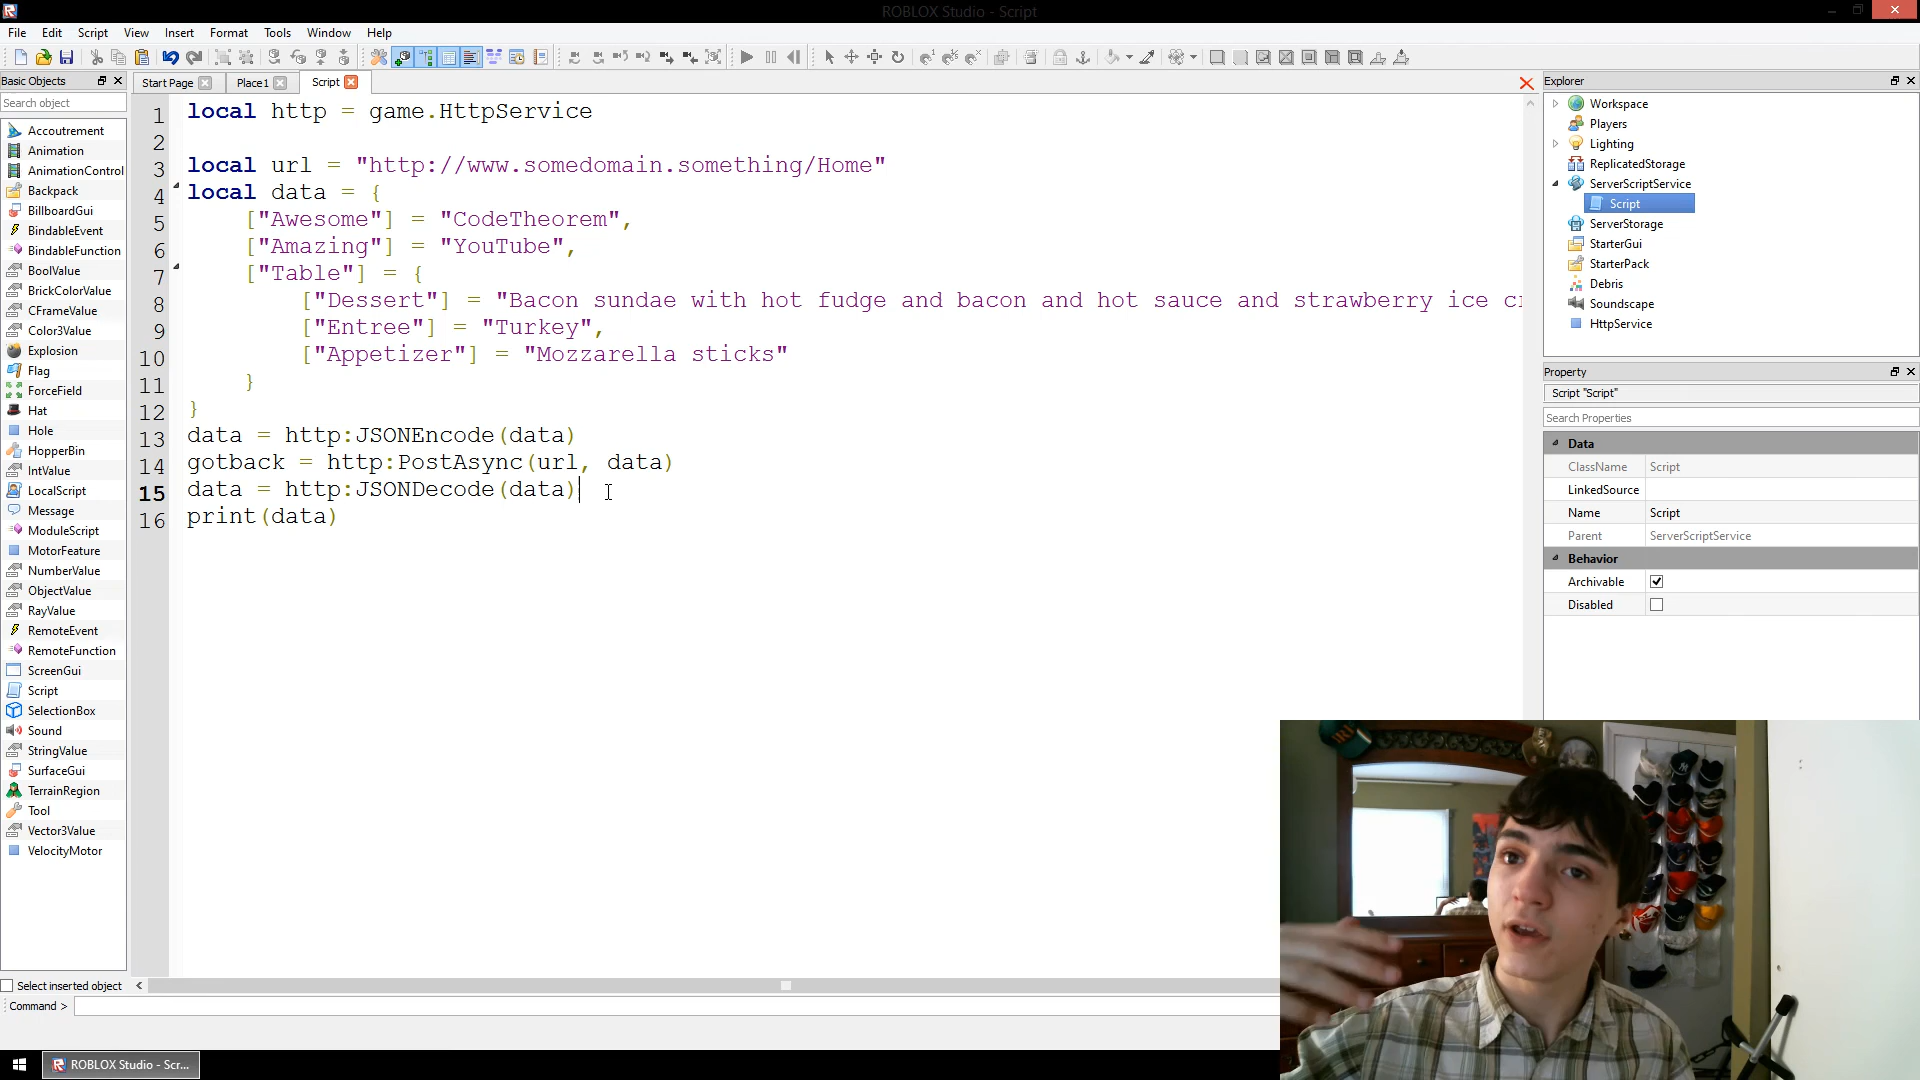 ROBLOX Studio - Script
File Edit Script View Insert Format Tools Window Help
Basic Objects
Search object
Accoutrement
Animation
AnimationControl
Backpack
BillboardGui
BindableEvent
BindableFunction
BoolValue
BrickColorValue
CFrameValue
Color3Value
Explosion
Flag
ForceField
Hat
Hole
HopperBin
IntValue
LocalScript
Message
ModuleScript
MotorFeature
NumberValue
ObjectValue
RayValue
RemoteEvent
RemoteFunction
ScreenGui
Script
SelectionBox
Sound
StringValue
SurfaceGui
TerrainRegion
Tool
Vector3Value
VelocityMotor
Select inserted object
Start Page Place1 Script
1 local http = game.HttpService
2
3 local url = "http://www.somedomain.something/Home"
4 local data = {
5 ["Awesome"] = "CodeTheorem",
6 ["Amazing"] = "YouTube",
7 ["Table"] = {
8 ["Dessert"] = "Bacon sundae with hot fudge and bacon and hot sauce and strawberry ice
9 ["Entree"] = "Turkey",
10 ["Appetizer"] = "Mozzarella sticks"
11 }
12 }
13 data = http:JSONEncode(data)
14 gotback = http:PostAsync(url, data)
15 data = http:JSONDecode(data)
16 print(data)
Explorer
Workspace
Players
Lighting
ReplicatedStorage
ServerScriptService
Script
ServerStorage
StarterGui
StarterPack
Debris
Soundscape
HttpService
Property
Script "Script"
Search Properties
Data
ClassName Script
LinkedSource
Name Script
Parent ServerScriptService
Behavior
Archivable
Disabled
Command >
ROBLOX Studio - Scr...